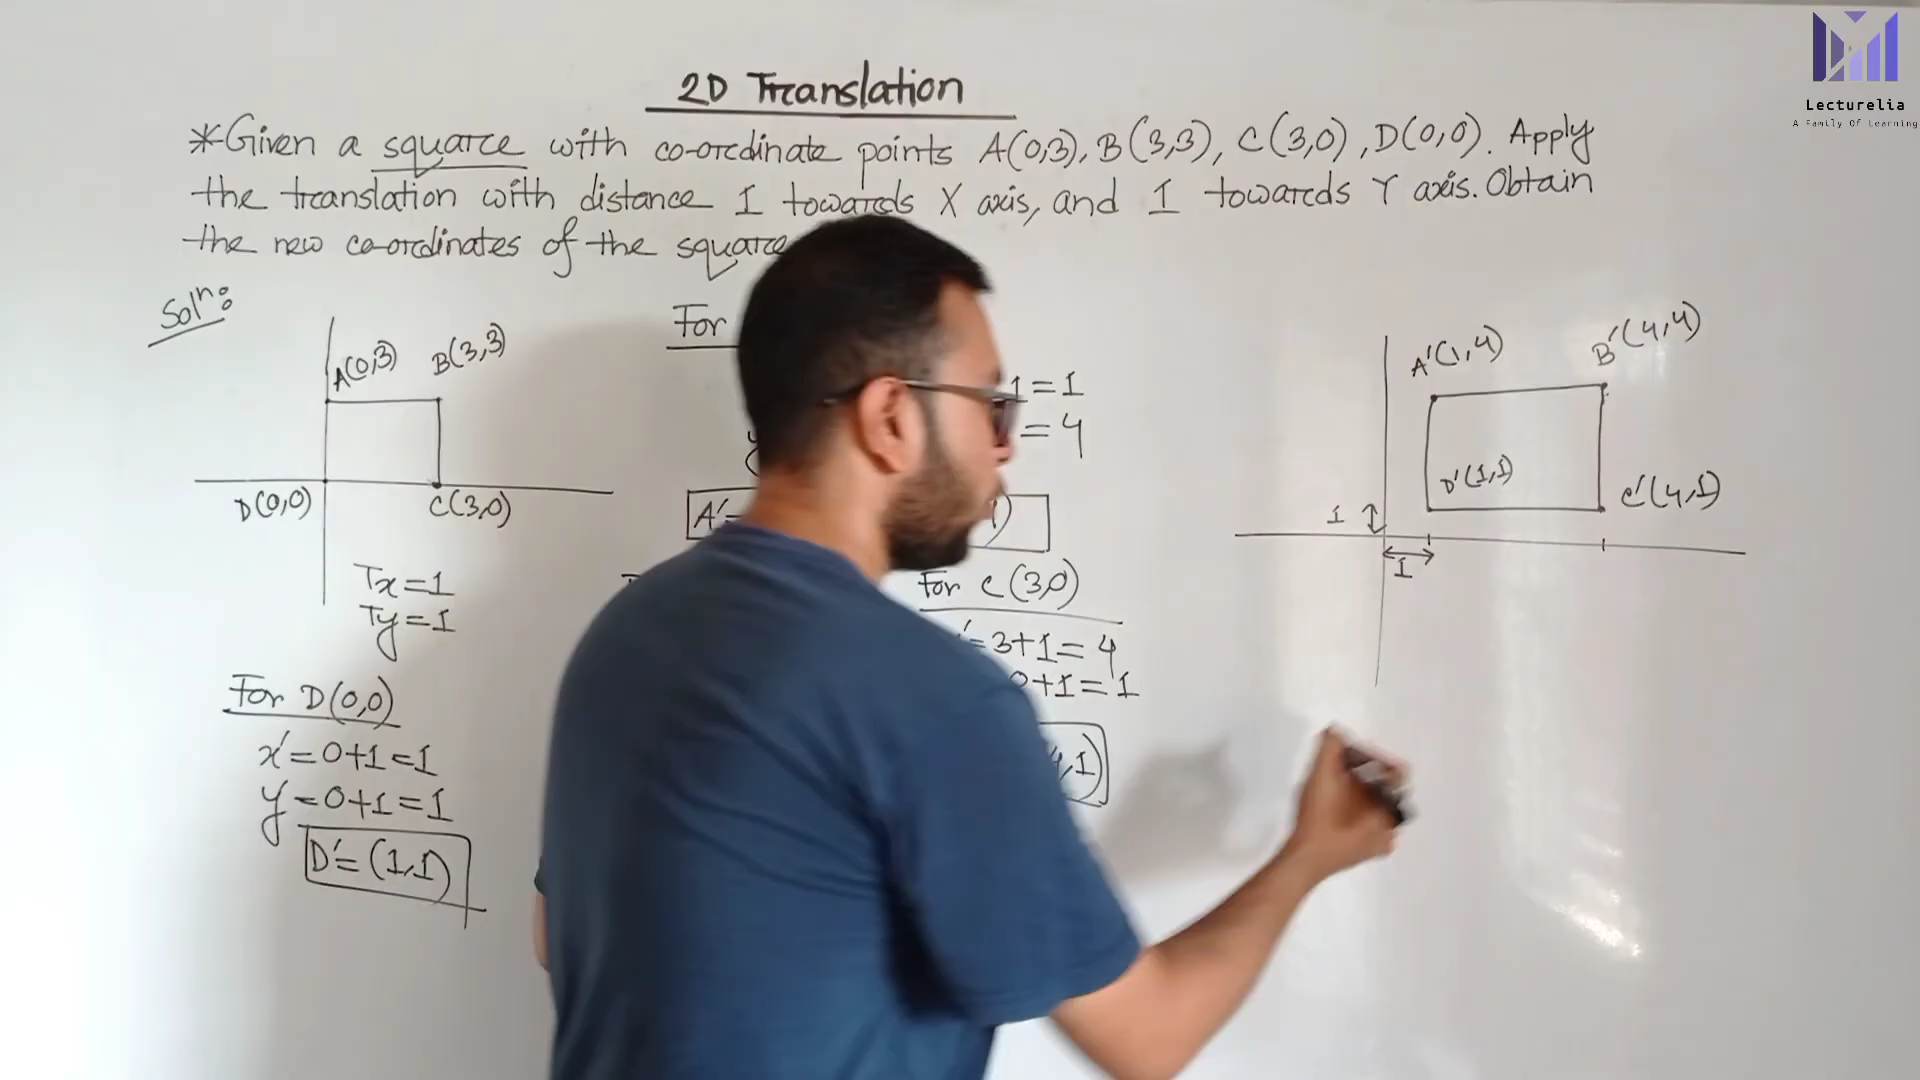 Lecturelia
A Family Of Learning
2D Translation
*Given a square with co-ordinate points A(0,3), B(3,3), C(3,0), D(0,0). Apply
the translation with distance 1 towards X axis, and 1 towards Y axis. Obtain
the new co-ordinates of the square
Solⁿ:
A(0,3) B(3,3)
D(0,0) C(3,0)
Tx=1
Ty=1
For D(0,0)
x′=0+1=1
y′=0+1=1
D′=(1,1)
For
1=1
=4
A′=
For C(3,0)
′=3+1=4
0+1=1
4,1)
A′(1,4) B′(4,4)
D′(1,1) C′(4,1)
1
1